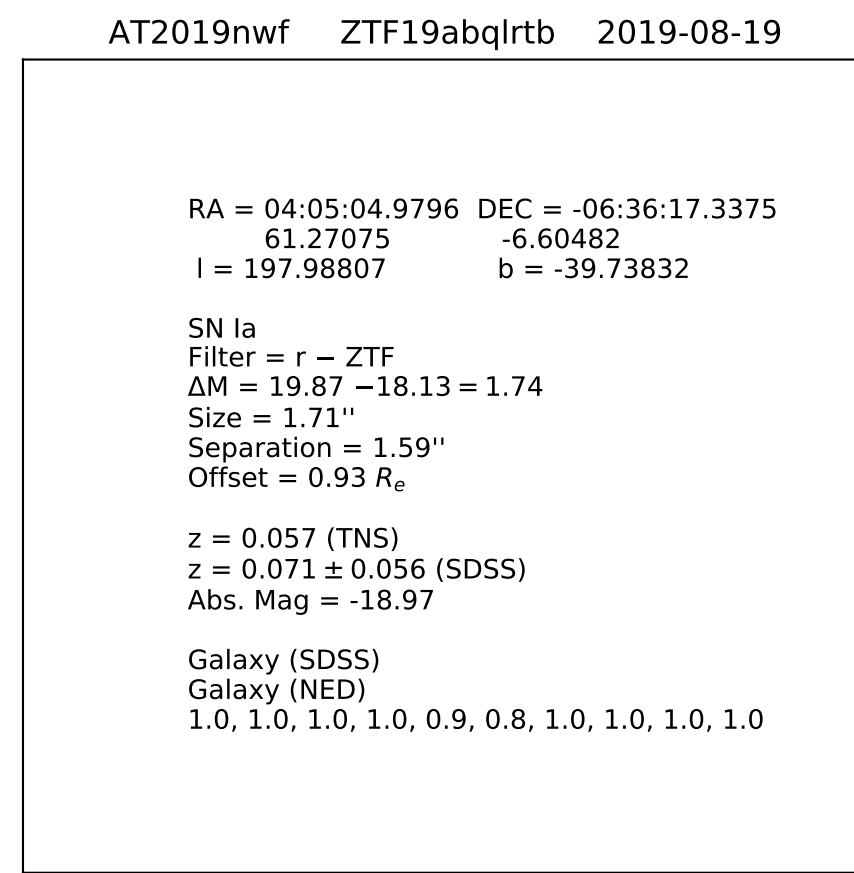 AT2019nwf ZTF19abqlrtb 2019-08-19
RA = 04:05:04.9796 DEC = -06:36:17.3375
61.27075 -6.60482
l = 197.98807 b = -39.73832
SN Ia
Filter = r − ZTF
ΔM = 19.87 −18.13 = 1.74
Size = 1.71''
Separation = 1.59''
Offset = 0.93 Re
z = 0.057 (TNS)
z = 0.071 ± 0.056 (SDSS)
Abs. Mag = -18.97
Galaxy (SDSS)
Galaxy (NED)
1.0, 1.0, 1.0, 1.0, 0.9, 0.8, 1.0, 1.0, 1.0, 1.0